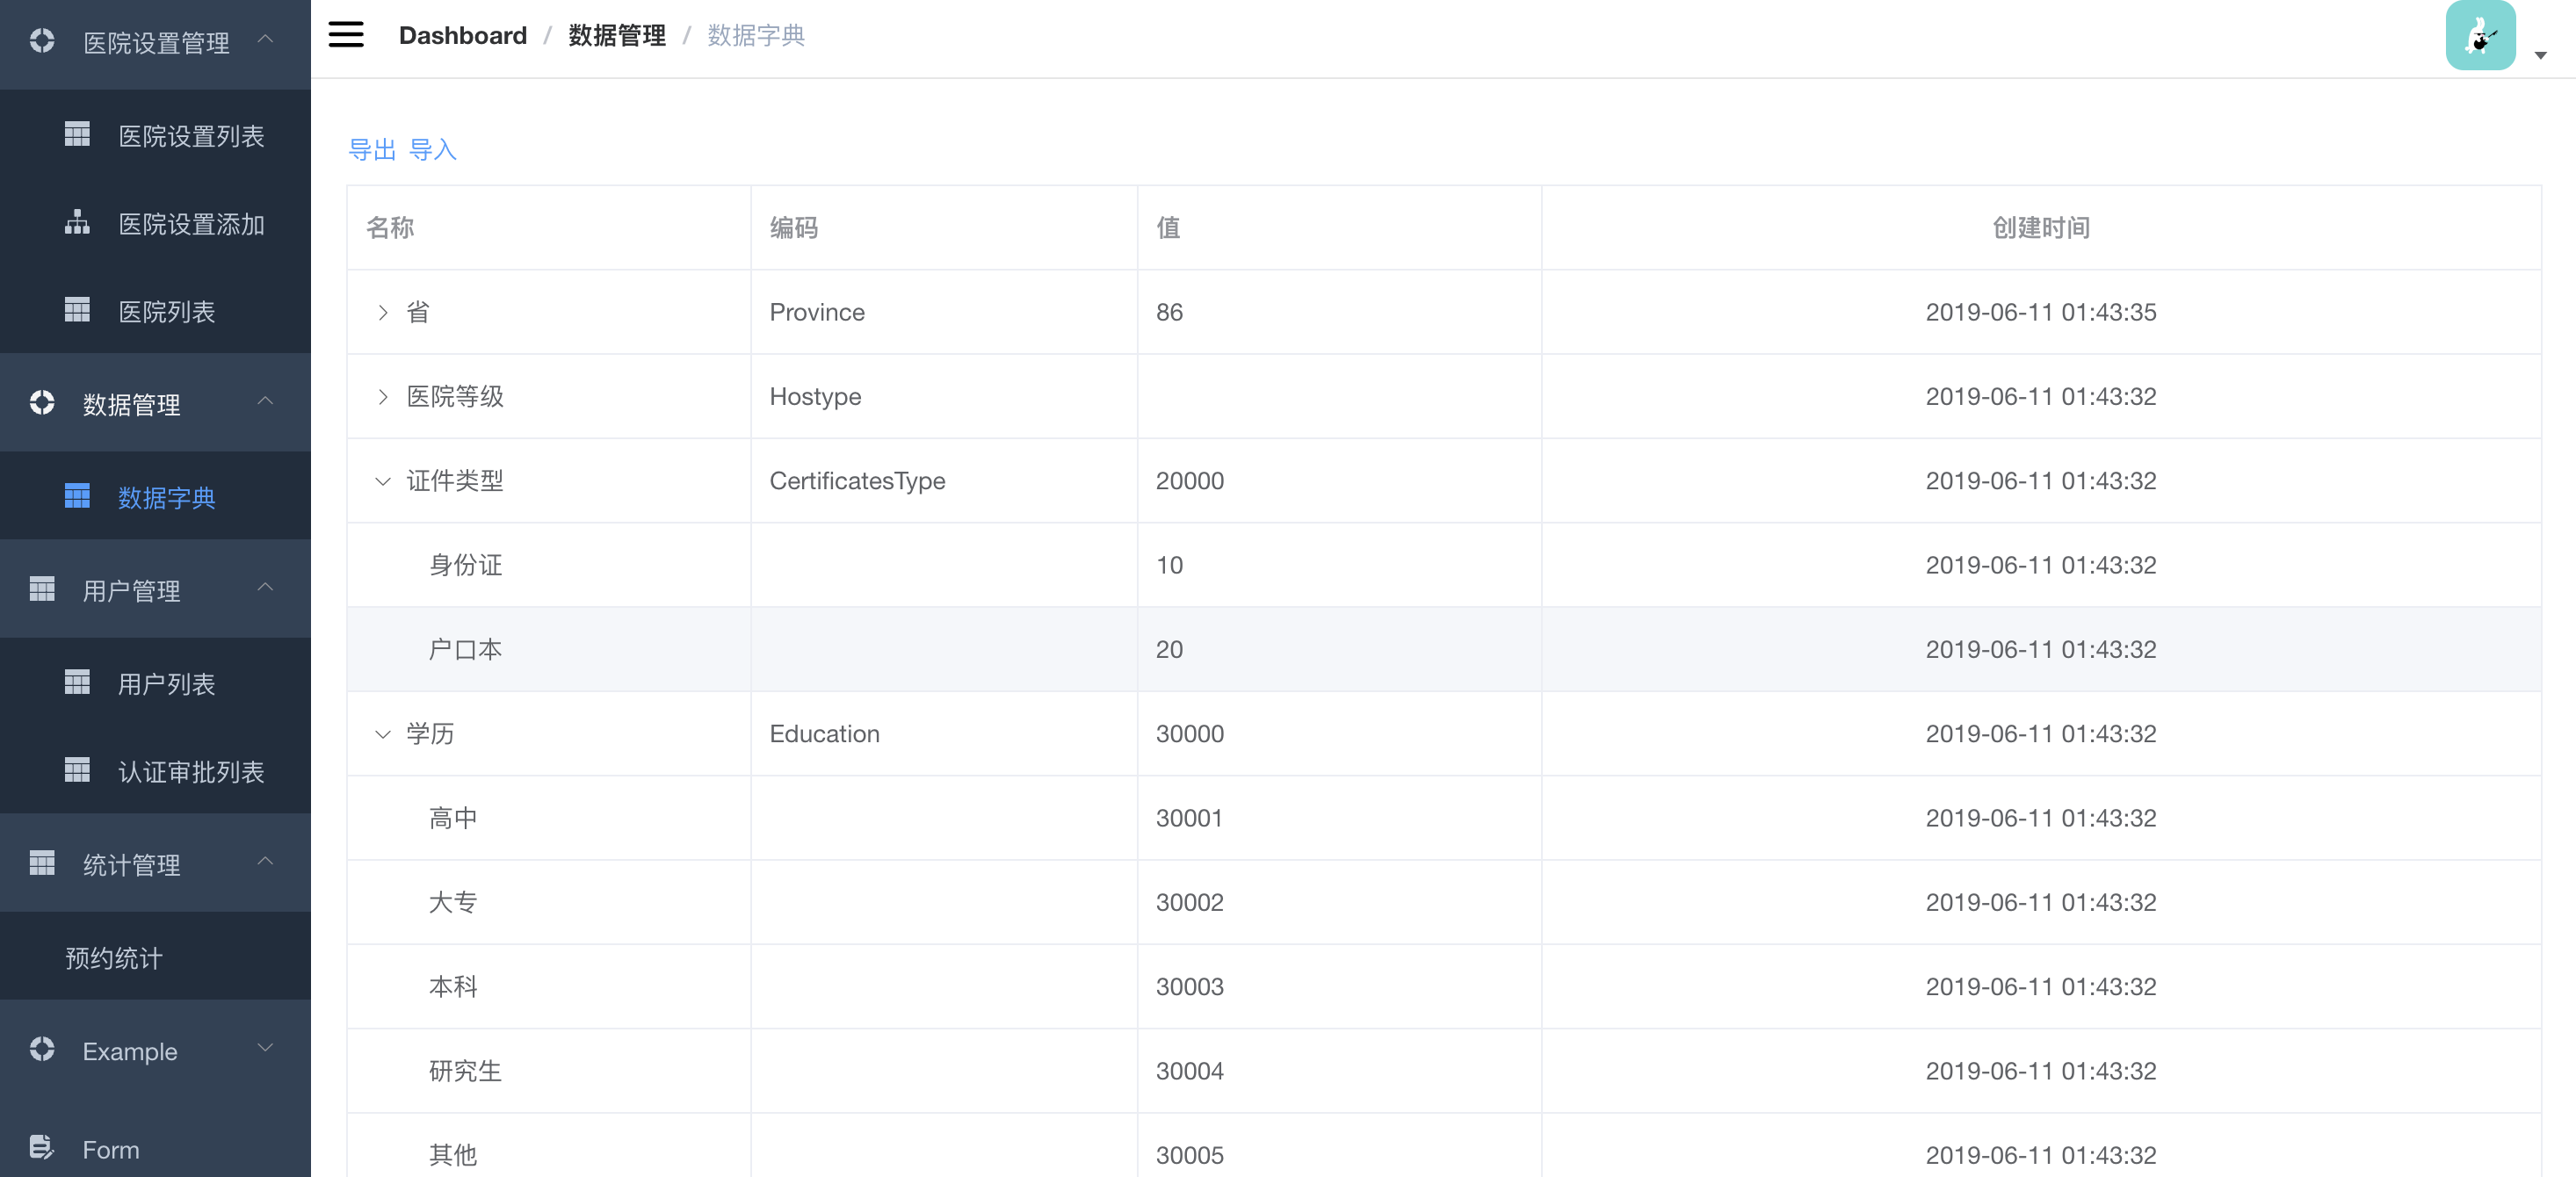 医院设置管理
医院设置列表
医院设置添加
医院列表
数据管理
数据字典
用户管理
用户列表
认证审批列表
统计管理
预约统计
Example
Form
Dashboard / 数据管理 / 数据字典
导出 导入
名称 编码 值 创建时间
省 Province 86 2019-06-11 01:43:35
医院等级 Hostype 2019-06-11 01:43:32
证件类型 CertificatesType 20000 2019-06-11 01:43:32
身份证 10 2019-06-11 01:43:32
户口本 20 2019-06-11 01:43:32
学历 Education 30000 2019-06-11 01:43:32
高中 30001 2019-06-11 01:43:32
大专 30002 2019-06-11 01:43:32
本科 30003 2019-06-11 01:43:32
研究生 30004 2019-06-11 01:43:32
其他 30005 2019-06-11 01:43:32